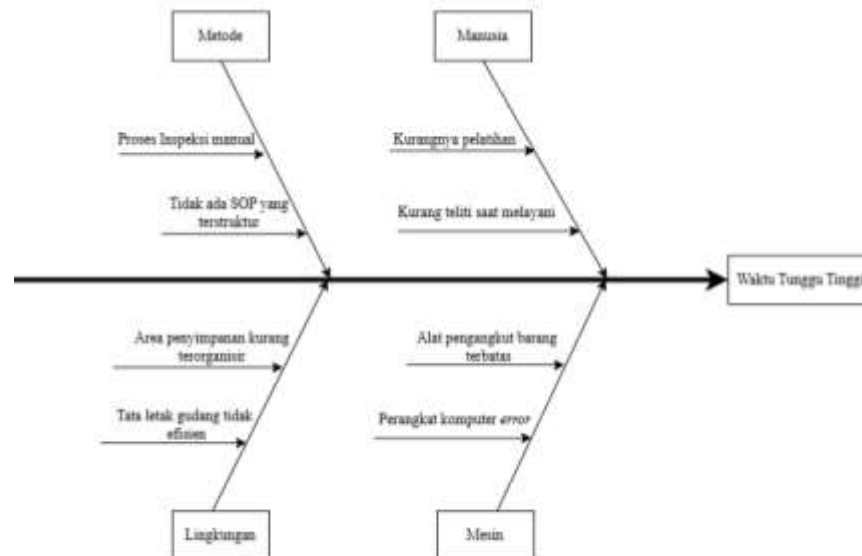 Metode
Manusia
Proses Inspeksi manual
Kurangnya pelatihan
Tidak ada SOP yang
terstruktur
Kurang teliti saat melayani
Waktu Tunggu Tinggi
Area penyimpanan kurang
terorganisir
Alat pengangkut barang
terbatas
Tata letak gudang tidak
efisien
Perangkat komputer error
Lingkungan
Mesin